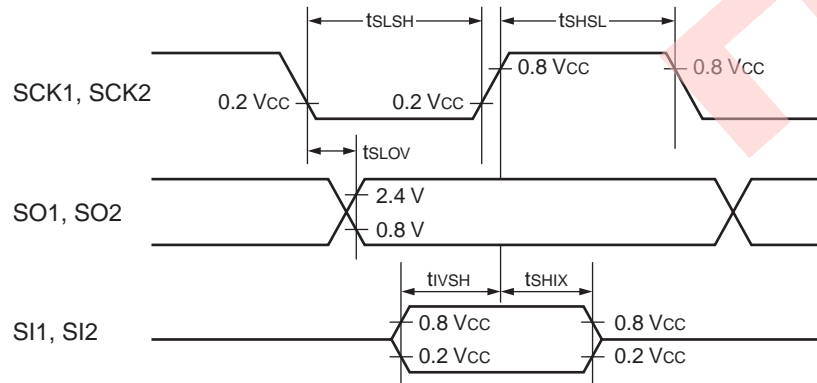 tSLSH tSHSL
SCK1, SCK2 0.2 VCC 0.2 VCC 0.8 VCC 0.8 VCC
tSLOV
SO1, SO2 2.4 V
0.8 V
tIVSH tSHIX
SI1, SI2 0.8 VCC 0.8 VCC
0.2 VCC 0.2 VCC